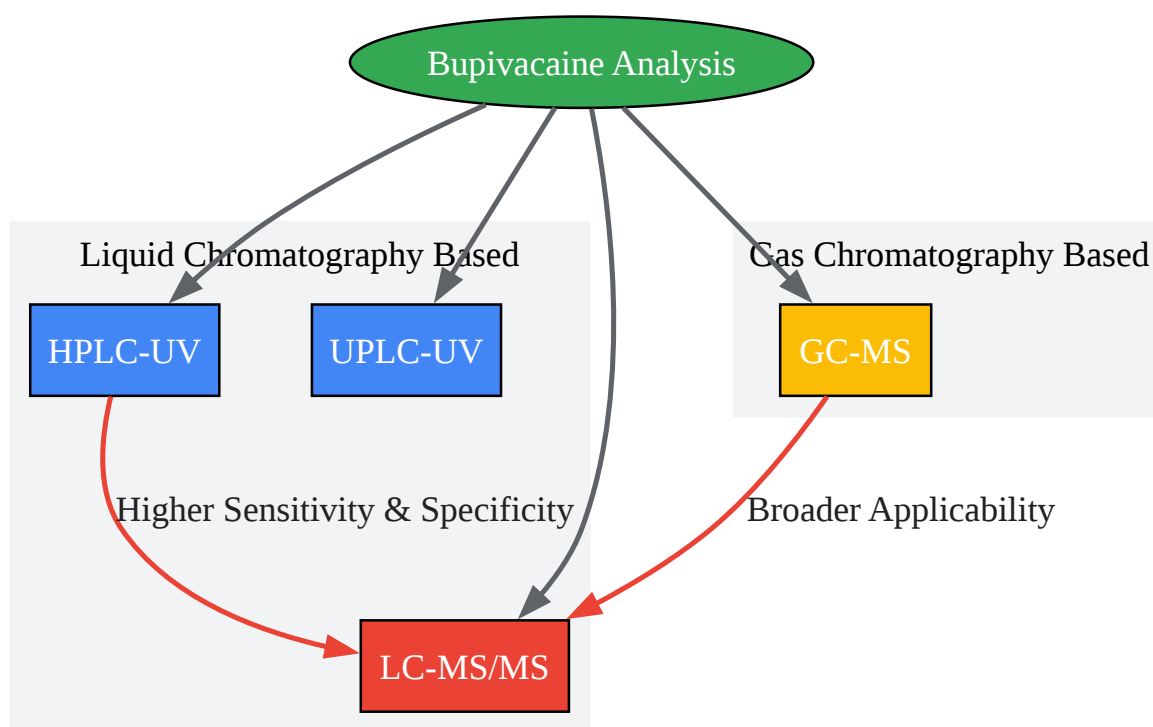 Bupivacaine Analysis
Liquid Chromatography Based
Gas Chromatography Based
HPLC-UV
UPLC-UV
GC-MS
Higher Sensitivity & Specificity
Broader Applicability
LC-MS/MS